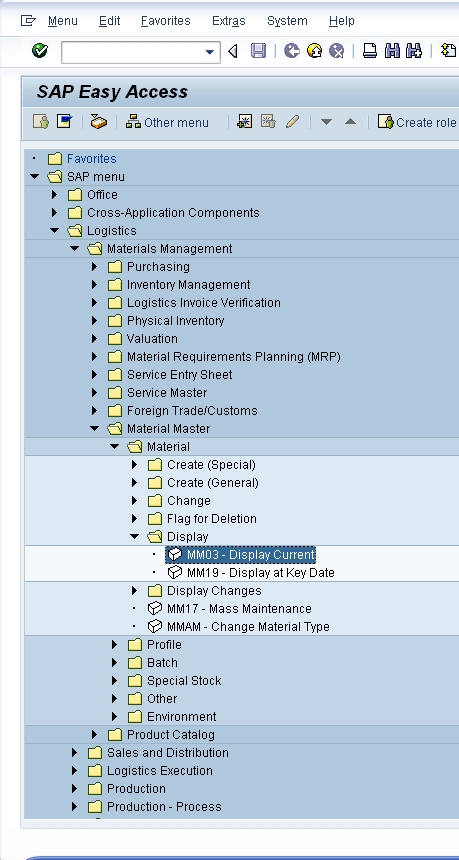 Menu Edit Favorites Extras System Help
SAP Easy Access
Other menu Create role
Favorites
SAP menu
Office
Cross-Application Components
Logistics
Materials Management
Purchasing
Inventory Management
Logistics Invoice Verification
Physical Inventory
Valuation
Material Requirements Planning (MRP)
Service Entry Sheet
Service Master
Foreign Trade/Customs
Material Master
Material
Create (Special)
Create (General)
Change
Flag for Deletion
Display
MM03 - Display Current
MM19 - Display at Key Date
Display Changes
MM17 - Mass Maintenance
MMAM - Change Material Type
Profile
Batch
Special Stock
Other
Environment
Product Catalog
Sales and Distribution
Logistics Execution
Production
Production - Process